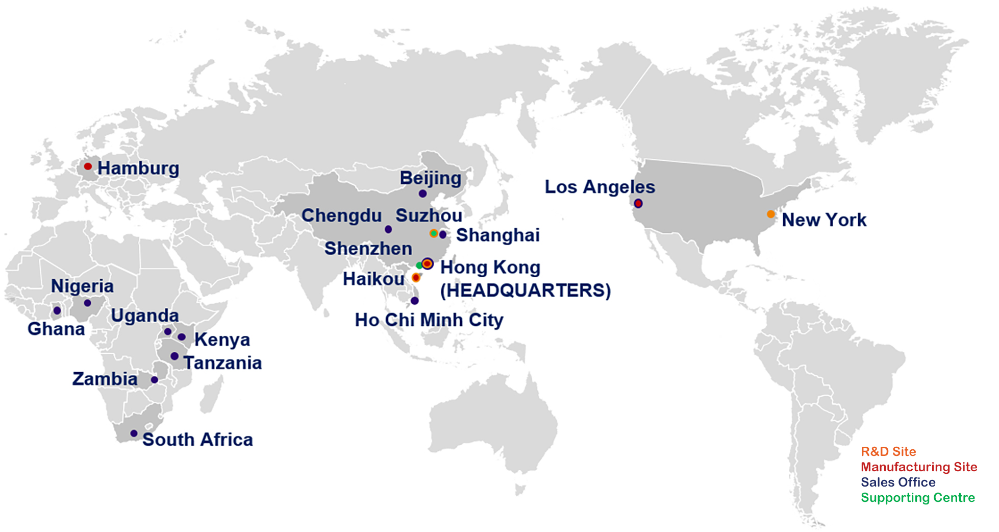 Hamburg
Beijing
Los Angeles
Chengdu
Suzhou
New York
Shanghai
Shenzhen
Hong Kong
(HEADQUARTERS)
Haikou
Nigeria
Uganda
Ho Chi Minh City
Ghana
Kenya
Tanzania
Zambia
South Africa
R&D Site
Manufacturing Site
Sales Office
Supporting Centre